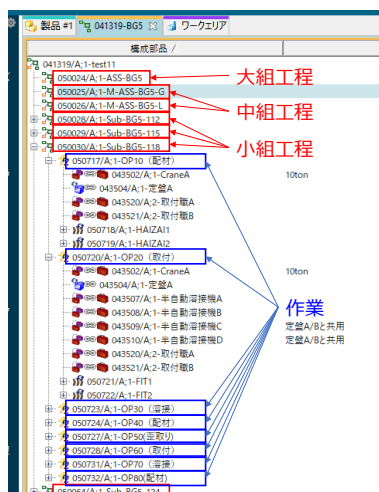 製品 #1 041319-BG5 ワークエリア
構成部品 /
041319/A;1-test11
050024/A;1-ASS-BG5
大組工程
050025/A;1-M-ASS-BG5-G
050026/A;1-M-ASS-BGS-L
中組工程
050028/A;1-Sub-BGS-112
050029/A;1-Sub-BGS-115
050030/A;1-Sub-BGS-118
小組工程
050717/A;1-OP10（配材）
043502/A;1-CraneA 10ton
043504/A;1-定盤A
043520/A;2-取付職A
043521/A;2-取付職B
050718/A;1-HAIZAI1
050719/A;1-HAIZAI2
050720/A;1-OP20（取付）
043502/A;1-CraneA 10ton
043504/A;1-定盤A
043507/A;1-半自動溶接機A
作業
043508/A;1-半自動溶接機B
043509/A;1-半自動溶接機C 定盤A/Bと共用
043510/A;1-半自動溶接機D 定盤A/Bと共用
043520/A;2-取付職A
043521/A;2-取付職B
050721/A;1-FIT1
050722/A;1-FIT2
050723/A;1-OP30（溶接）
050724/A;1-OP40（配材）
050727/A;1-OP50(歪取り)
050728/A;1-OP60（取付）
050731/A;1-OP70（溶接）
050732/A;1-OP80(配材)
050064/A;1-Sub-BG5-124